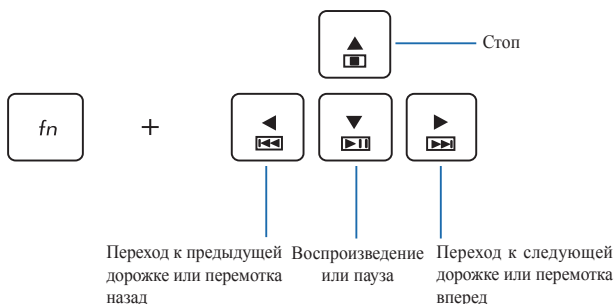 Стоп
fn
+
Переход к предыдущей
дорожке или перемотка
назад
Воспроизведение
или пауза
Переход к следующей
дорожке или перемотка
вперед